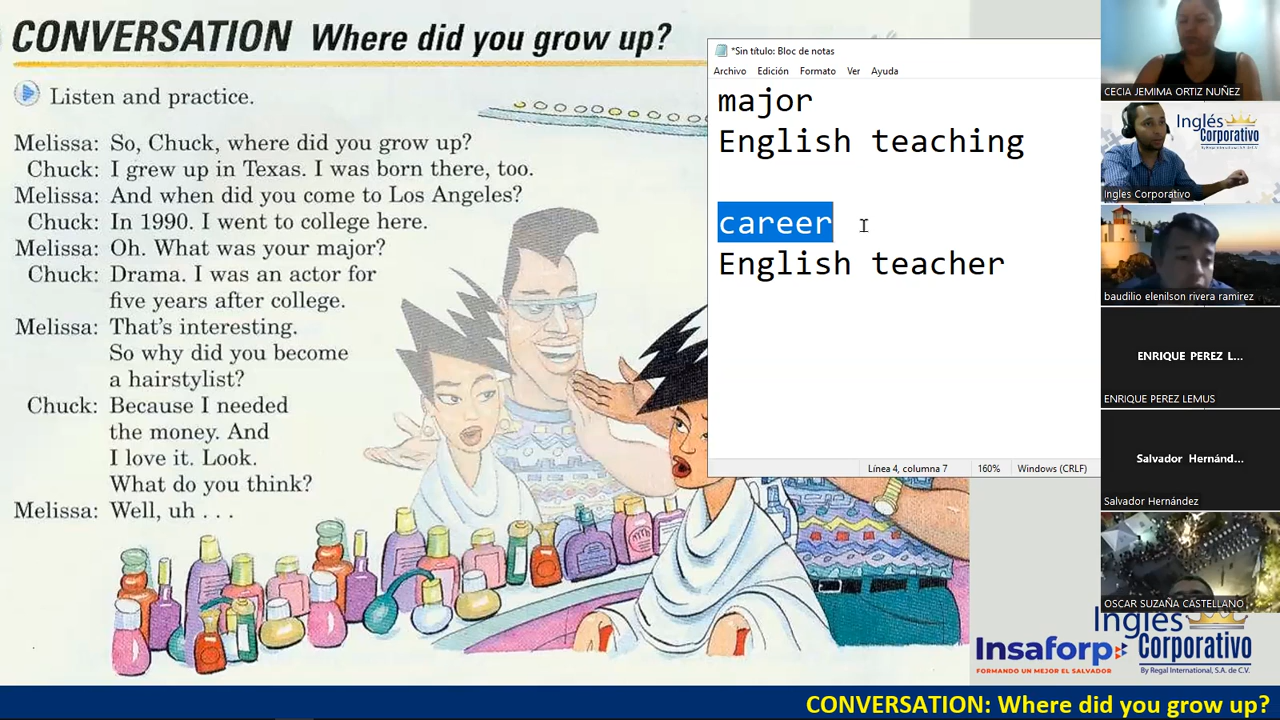 CONVERSATION Where did you grow up?
Listen and practice.
Melissa: So, Chuck, where did you grow up?
Chuck: I grew up in Texas. I was born there, too.
Melissa: And when did you come to Los Angeles?
Chuck: In 1990. I went to college here.
Melissa: Oh. What was your major?
Chuck: Drama. I was an actor for
five years after college.
Melissa: That's interesting.
So why did you become
a hairstylist?
Chuck: Because I needed
the money. And
I love it. Look.
What do you think?
Melissa: Well, uh . . .
*Sin título: Bloc de notas
Archivo Edición Formato Ver Ayuda
major
English teaching
career
English teacher
Línea 4, columna 7 160% Windows (CRLF)
CECIA JEMIMA ORTIZ NUÑEZ
Inglés
Corporativo
By Regal International, S.A. de C.V.
Ingles Corporativo
baudilio elenilson rivera ramirez
ENRIQUE PEREZ L...
ENRIQUE PEREZ LEMUS
Salvador Hernánd...
Salvador Hernández
OSCAR SUZAÑA CASTELLANO
Insaforp
FORMANDO UN MEJOR EL SALVADOR
Inglés
Corporativo
By Regal International, S.A. de C.V.
CONVERSATION: Where did you grow up?